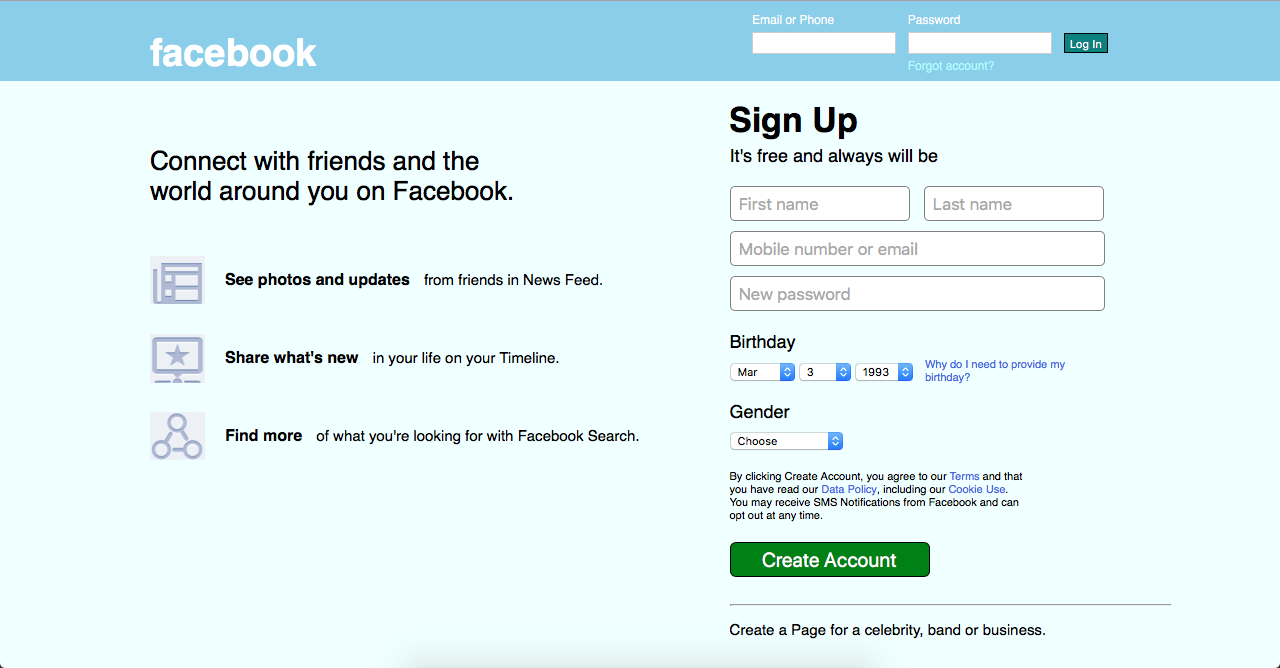 facebook
Email or Phone
Password
Log In
Forgot account?
Connect with friends and the
world around you on Facebook.
See photos and updates from friends in News Feed.
Share what's new in your life on your Timeline.
Find more of what you're looking for with Facebook Search.
Sign Up
It's free and always will be
First name
Last name
Mobile number or email
New password
Birthday
Mar
3
1993
Why do I need to provide my
birthday?
Gender
Choose
By clicking Create Account, you agree to our Terms and that
you have read our Data Policy, including our Cookie Use.
You may receive SMS Notifications from Facebook and can
opt out at any time.
Create Account
Create a Page for a celebrity, band or business.